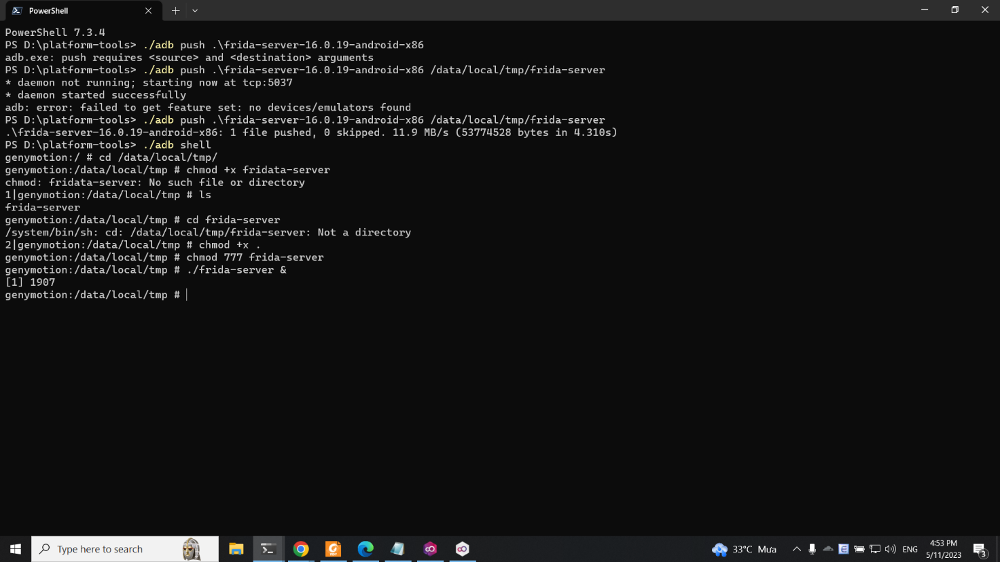 PowerShell
PowerShell 7.3.4
PS D:\platform-tools> ./adb push .\frida-server-16.0.19-android-x86
adb.exe: push requires <source> and <destination> arguments
PS D:\platform-tools> ./adb push .\frida-server-16.0.19-android-x86 /data/local/tmp/frida-server
* daemon not running; starting now at tcp:5037
* daemon started successfully
adb: error: failed to get feature set: no devices/emulators found
PS D:\platform-tools> ./adb push .\frida-server-16.0.19-android-x86 /data/local/tmp/frida-server
.\frida-server-16.0.19-android-x86: 1 file pushed, 0 skipped. 11.9 MB/s (53774528 bytes in 4.310s)
PS D:\platform-tools> ./adb shell
genymotion:/ # cd /data/local/tmp/
genymotion:/data/local/tmp # chmod +x fridata-server
chmod: fridata-server: No such file or directory
1|genymotion:/data/local/tmp # ls
frida-server
genymotion:/data/local/tmp # cd frida-server
/system/bin/sh: cd: /data/local/tmp/frida-server: Not a directory
2|genymotion:/data/local/tmp # chmod +x .
genymotion:/data/local/tmp # chmod 777 frida-server
genymotion:/data/local/tmp # ./frida-server &
[1] 1907
genymotion:/data/local/tmp #
Type here to search
33°C Mưa
ENG
4:53 PM
5/11/2023
3